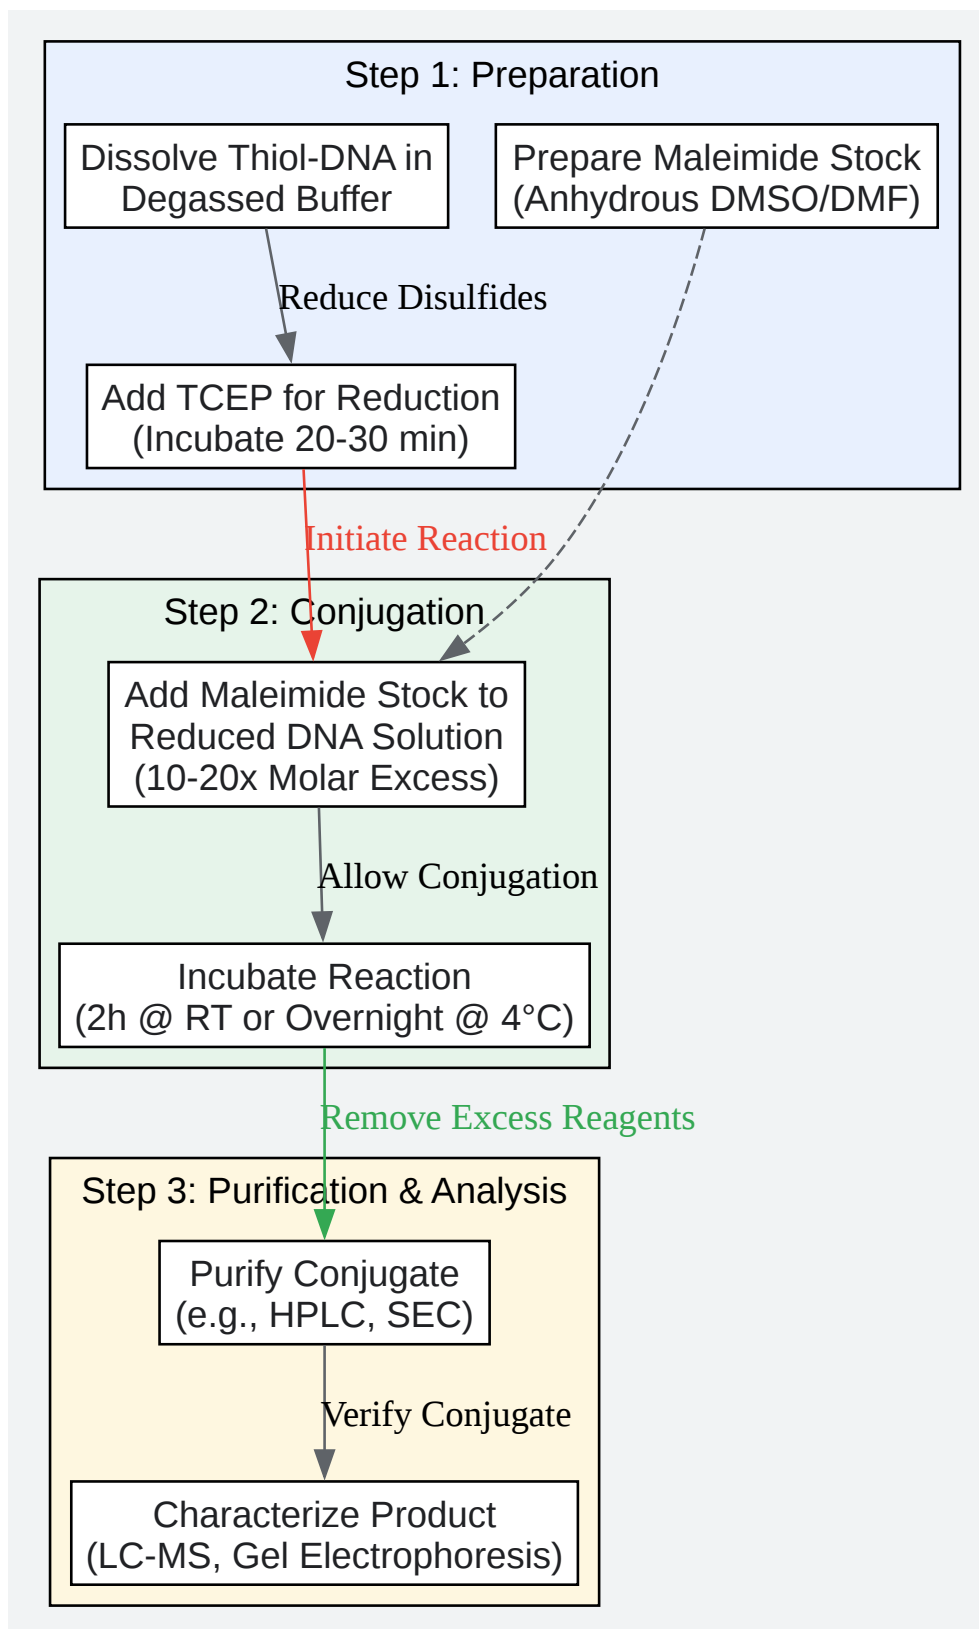 Step 1: Preparation
Dissolve Thiol-DNA in
Degassed Buffer
Prepare Maleimide Stock
(Anhydrous DMSO/DMF)
Reduce Disulfides
Add TCEP for Reduction
(Incubate 20-30 min)
Initiate Reaction
Step 2: Conjugation
Add Maleimide Stock to
Reduced DNA Solution
(10-20x Molar Excess)
Allow Conjugation
Incubate Reaction
(2h @ RT or Overnight @ 4°C)
Remove Excess Reagents
Step 3: Purification & Analysis
Purify Conjugate
(e.g., HPLC, SEC)
Verify Conjugate
Characterize Product
(LC-MS, Gel Electrophoresis)